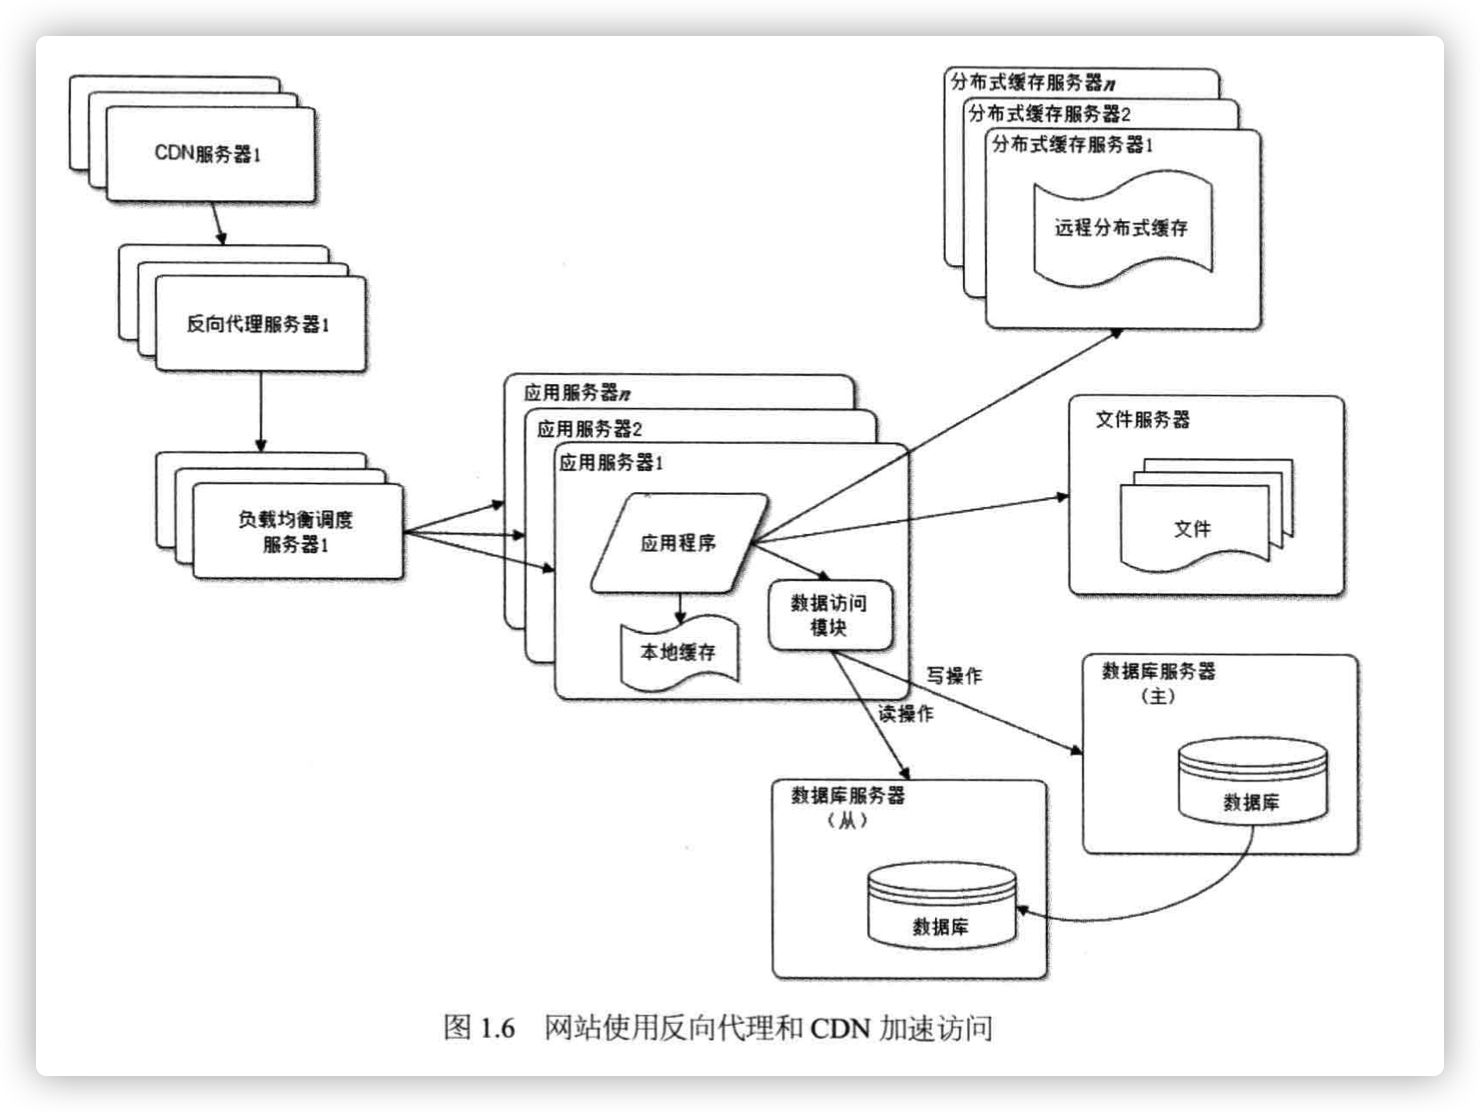 CDN服务器1
反向代理服务器1
负载均衡调度
服务器1
应用服务器n
应用服务器2
应用服务器1
应用程序
本地缓存
数据访问
模块
分布式缓存服务器n
分布式缓存服务器2
分布式缓存服务器1
远程分布式缓存
文件服务器
文件
写操作
读操作
数据库服务器
（主）
数据库
数据库服务器
（从）
数据库
图 1.6 网站使用反向代理和 CDN 加速访问